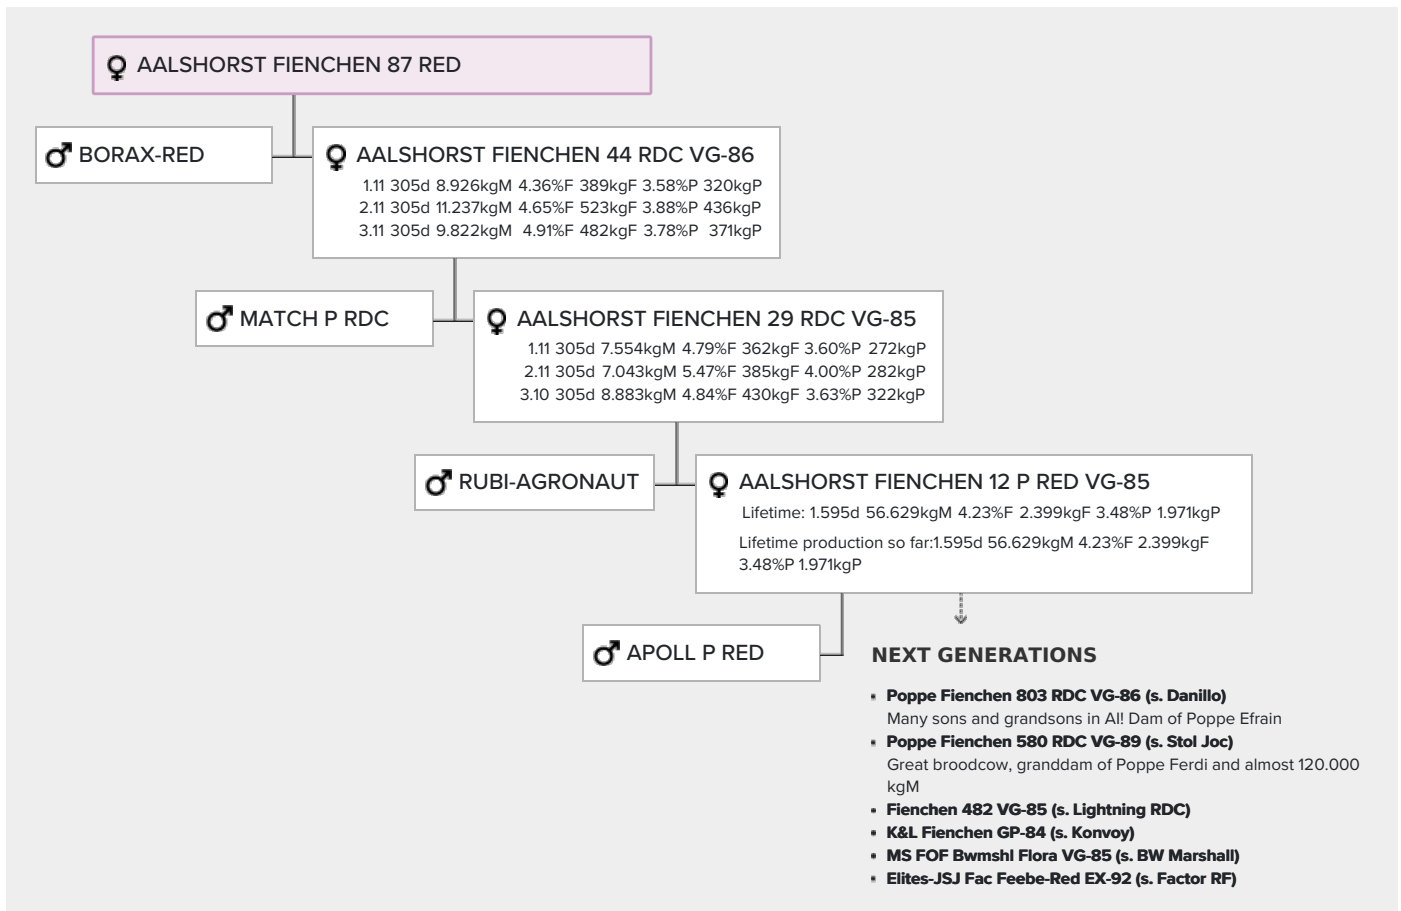 AALSHORST FIENCHEN 87 RED
BORAX-RED
AALSHORST FIENCHEN 44 RDC VG-86
1.11 305d 8.926kgM 4.36%F 389kgF 3.58%P 320kgP
2.11 305d 11.237kgM 4.65%F 523kgF 3.88%P 436kgP
3.11 305d 9.822kgM 4.91%F 482kgF 3.78%P 371kgP
MATCH P RDC
AALSHORST FIENCHEN 29 RDC VG-85
1.11 305d 7.554kgM 4.79%F 362kgF 3.60%P 272kgP
2.11 305d 7.043kgM 5.47%F 385kgF 4.00%P 282kgP
3.10 305d 8.883kgM 4.84%F 430kgF 3.63%P 322kgP
RUBI-AGRONAUT
AALSHORST FIENCHEN 12 P RED VG-85
Lifetime: 1.595d 56.629kgM 4.23%F 2.399kgF 3.48%P 1.971kgP
Lifetime production so far:1.595d 56.629kgM 4.23%F 2.399kgF
3.48%P 1.971kgP
APOLL P RED
NEXT GENERATIONS
▪ Poppe Fienchen 803 RDC VG-86 (s. Danillo)
Many sons and grandsons in AI! Dam of Poppe Efrain
▪ Poppe Fienchen 580 RDC VG-89 (s. Stol Joc)
Great broodcow, granddam of Poppe Ferdi and almost 120.000
kgM
▪ Fienchen 482 VG-85 (s. Lightning RDC)
▪ K&L Fienchen GP-84 (s. Konvoy)
▪ MS FOF Bwmshl Flora VG-85 (s. BW Marshall)
▪ Elites-JSJ Fac Feebe-Red EX-92 (s. Factor RF)